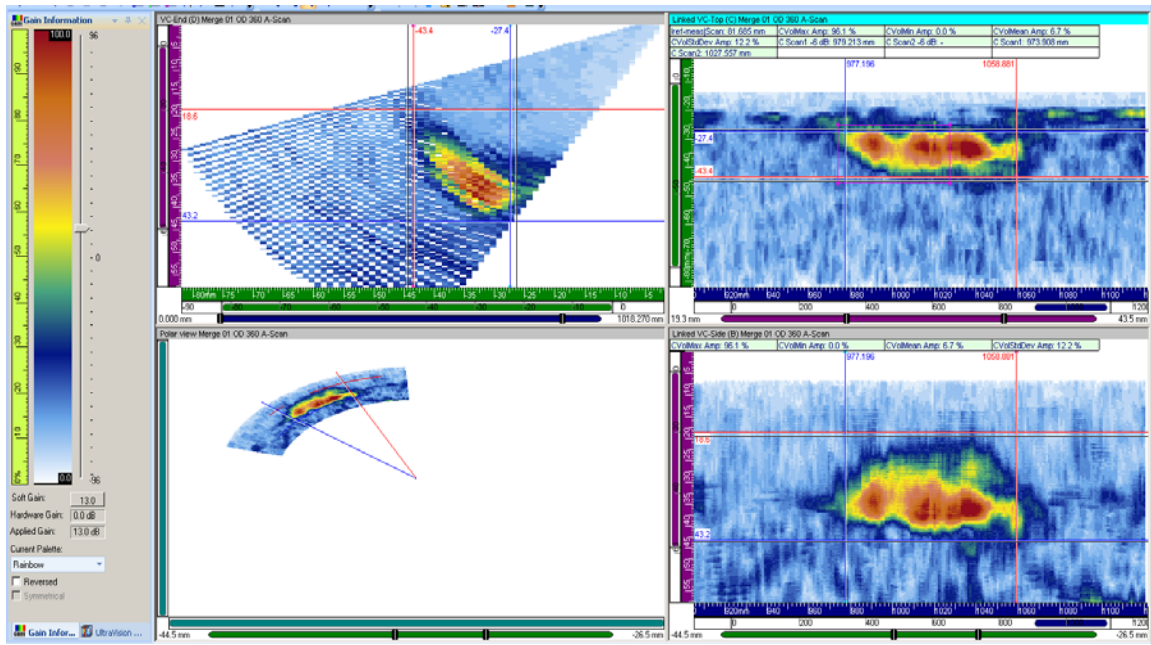 Gain Information
100.0
96
0
0.0
-96
Soft Gain: 13.0
Hardware Gain: 0.0 dB
Applied Gain: 13.0 dB
Current Palette:
Rainbow
Reversed
Symmetrical
Gain Infor...
UltraVision ...
VC-End (D) Merge 01 OD 360 A-Scan
-43.4
-27.4
18.6
43.2
0.000 mm
1018.270 mm
Polar view Merge 01 OD 360 A-Scan
-44.5 mm
-26.5 mm
Linked VC-Top (C) Merge 01 OD 360 A-Scan
CVolMax Amp: 96.1 %
CVolMin Amp: 0.0 %
CVolMean Amp: 6.7 %
CVolStdDev Amp: 12.2 %
C Scan1 -6 dB: 979.213 mm
C Scan2 -6 dB: -
C Scan1: 973.908 mm
C Scan2: 1027.557 mm
977.196
1058.881
-27.4
-43.4
19.3 mm
43.5 mm
Linked VC-Side (B) Merge 01 OD 360 A-Scan
CVolMax Amp: 96.1 %
CVolMin Amp: 0.0 %
CVolMean Amp: 6.7 %
CVolStdDev Amp: 12.2 %
977.196
1058.881
18.6
43.2
-44.5 mm
-26.5 mm